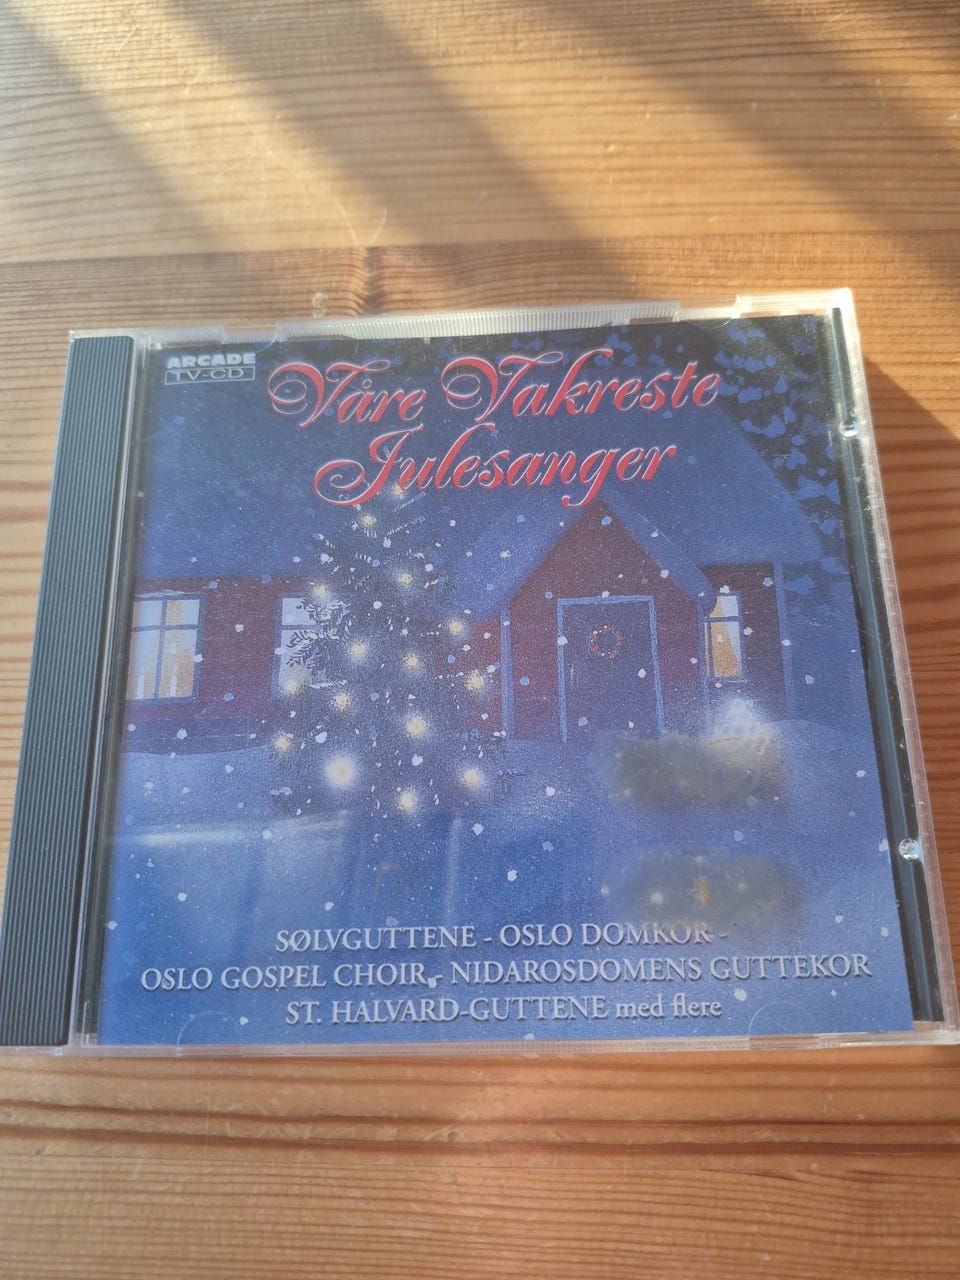 ARCADE
TV-CD
Våre Vakreste
Julesanger
SØLVGUTTENE - OSLO DOMKOR -
OSLO GOSPEL CHOIR - NIDAROSDOMENS GUTTEKOR
ST. HALVARD-GUTTENE med flere